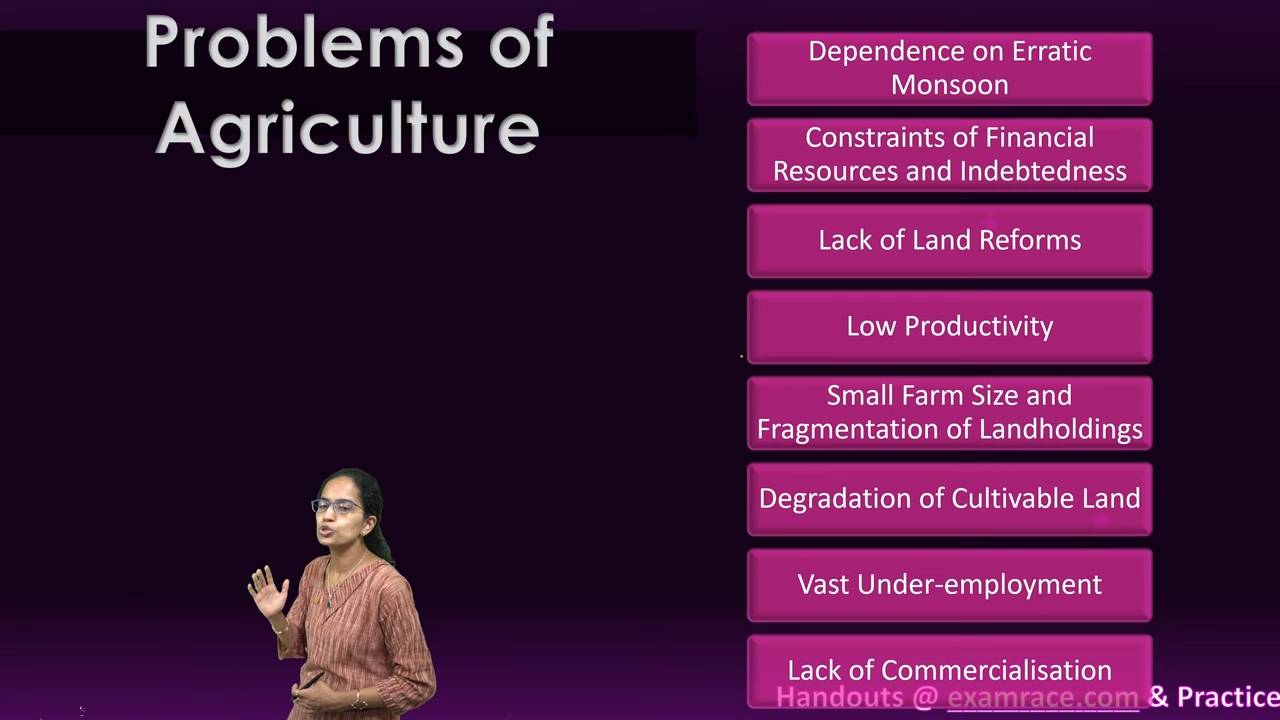 Problems of
Agriculture
Dependence on Erratic
Monsoon
Constraints of Financial
Resources and Indebtedness
Lack of Land Reforms
Low Productivity
Small Farm Size and
Fragmentation of Landholdings
Degradation of Cultivable Land
Vast Under-employment
Lack of Commercialisation
Handouts @ examrace.com & Practice